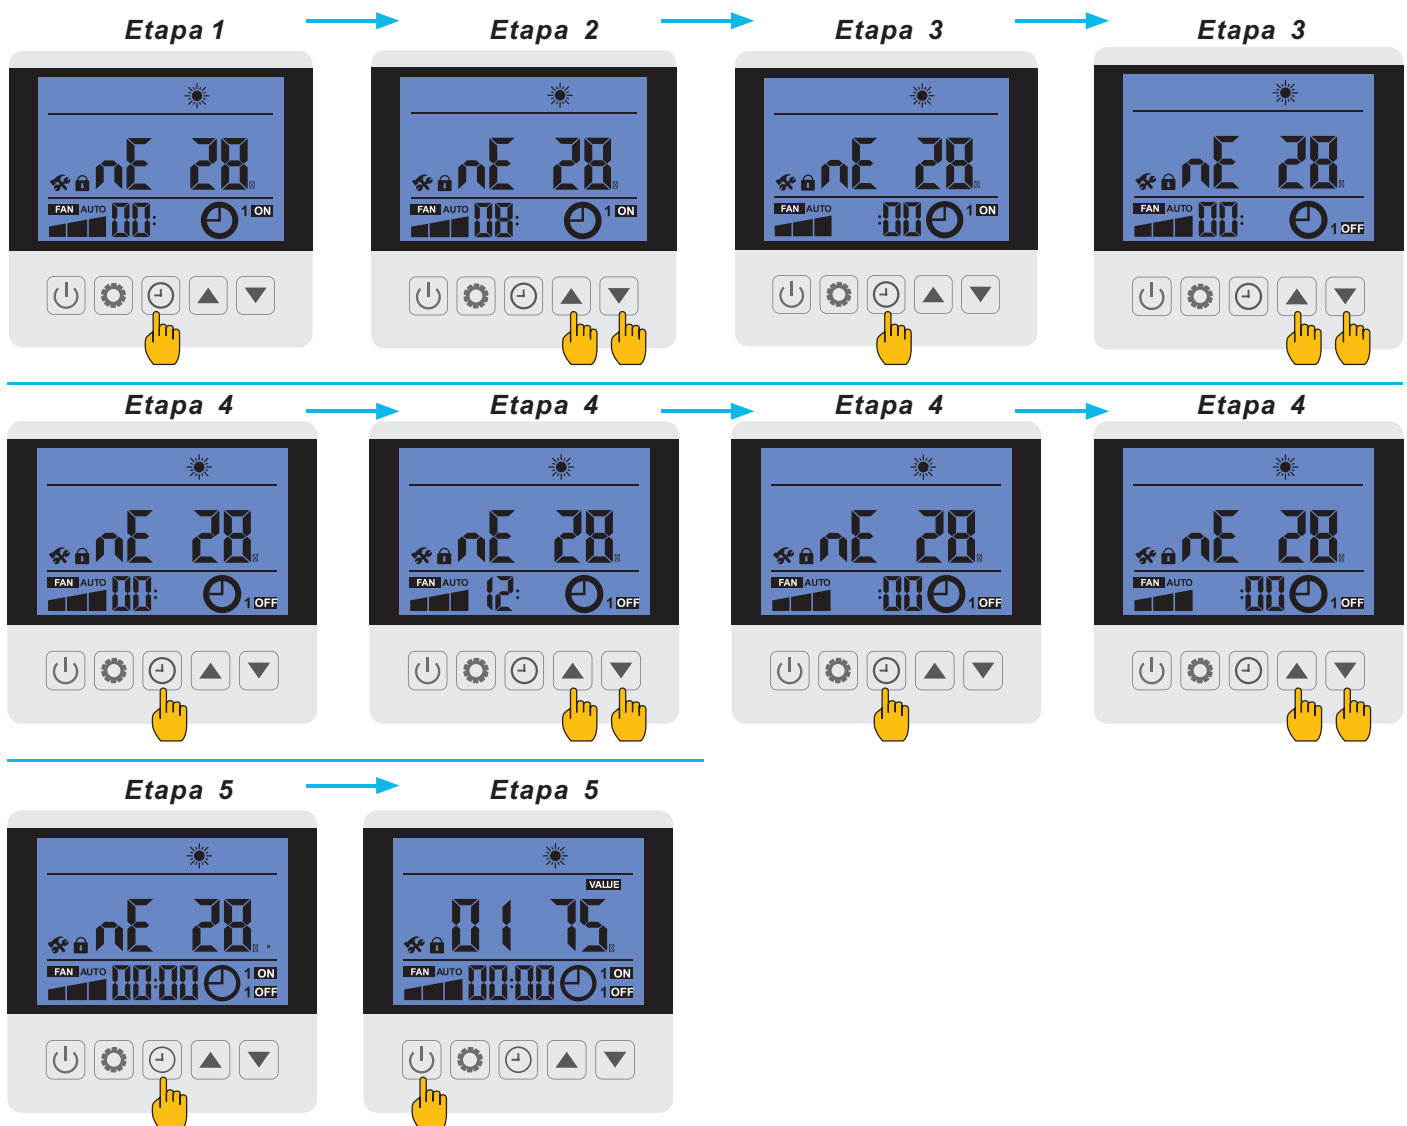 Etapa 1
Etapa 2
Etapa 3
Etapa 3
nE 28
FAN AUTO
00:
1 ON
nE 28
FAN AUTO
08:
1 ON
nE 28
FAN AUTO
:00
1 ON
nE 28
FAN AUTO
00:
1 OFF
Etapa 4
Etapa 4
Etapa 4
Etapa 4
nE 28
FAN AUTO
00:
1 OFF
nE 28
FAN AUTO
12:
1 OFF
nE 28
FAN AUTO
:00
1 OFF
nE 28
FAN AUTO
:00
1 OFF
Etapa 5
Etapa 5
nE 28
FAN AUTO
00:00
1 ON
1 OFF
VALUE
01 75
FAN AUTO
00:00
1 ON
1 OFF